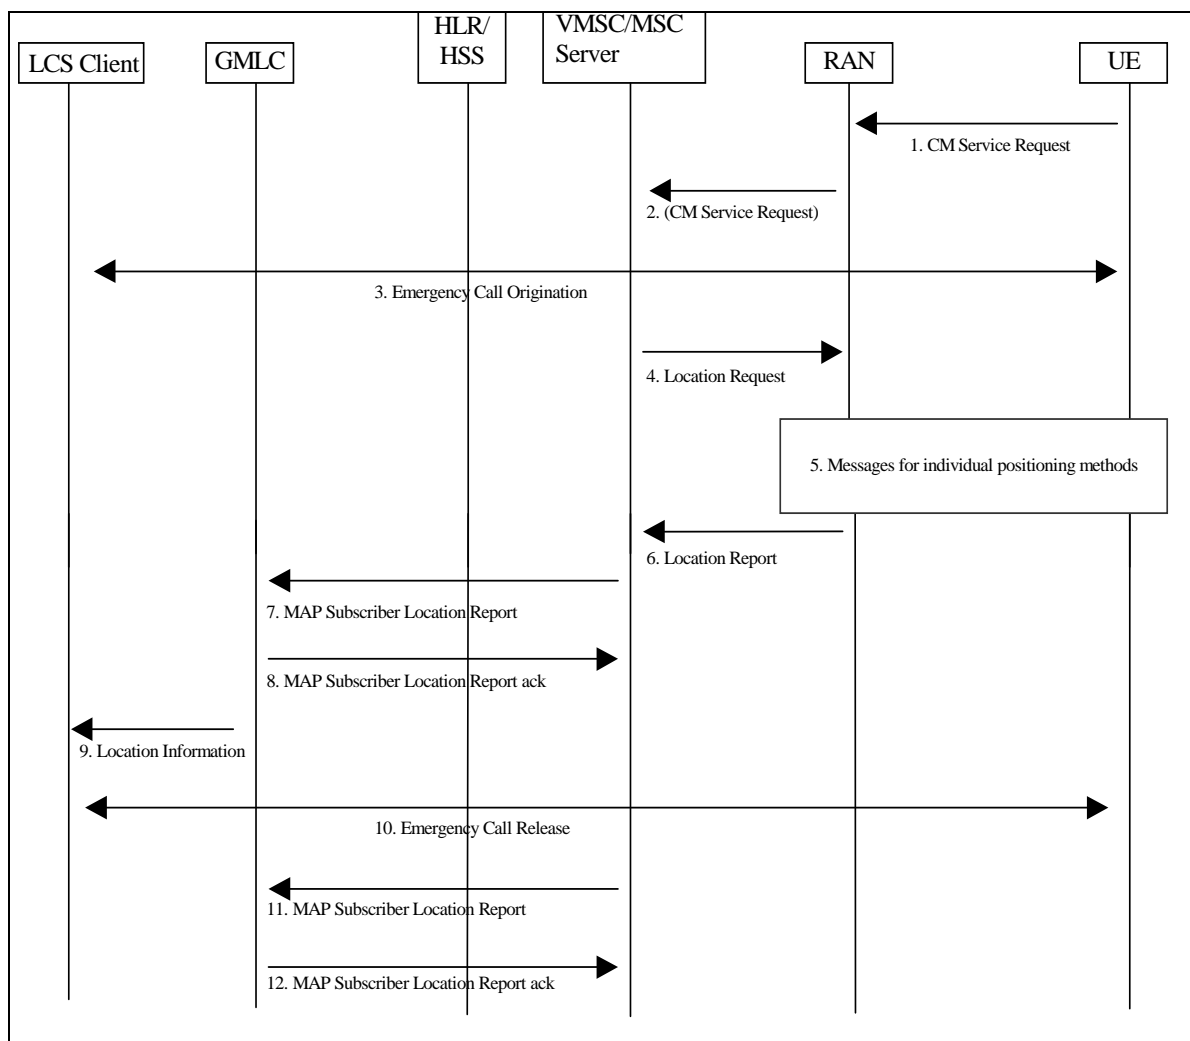 LCS Client
GMLC
HLR/
HSS
VMSC/MSC
Server
RAN
UE
1. CM Service Request
2. (CM Service Request)
3. Emergency Call Origination
4. Location Request
5. Messages for individual positioning methods
6. Location Report
7. MAP Subscriber Location Report
8. MAP Subscriber Location Report ack
9. Location Information
10. Emergency Call Release
11. MAP Subscriber Location Report
12. MAP Subscriber Location Report ack